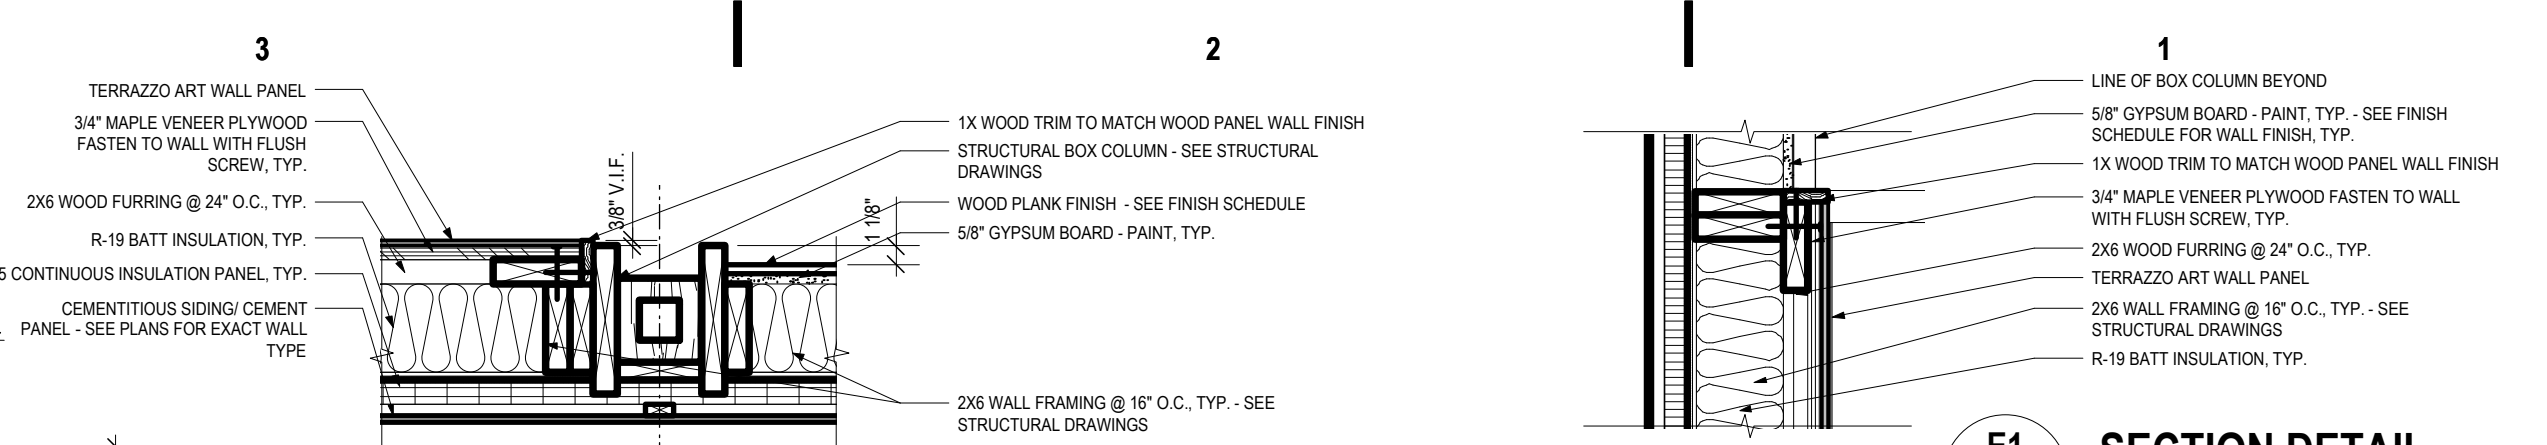 3
2
1
TERRAZZO ART WALL PANEL
3/4" MAPLE VENEER PLYWOOD
FASTEN TO WALL WITH FLUSH
SCREW, TYP.
2X6 WOOD FURRING @ 24" O.C., TYP.
R-19 BATT INSULATION, TYP.
5 CONTINUOUS INSULATION PANEL, TYP.
CEMENTITIOUS SIDING/ CEMENT
PANEL - SEE PLANS FOR EXACT WALL
TYPE
3/8" V.I.F.
1 1/8"
1X WOOD TRIM TO MATCH WOOD PANEL WALL FINISH
STRUCTURAL BOX COLUMN - SEE STRUCTURAL
DRAWINGS
WOOD PLANK FINISH - SEE FINISH SCHEDULE
5/8" GYPSUM BOARD - PAINT, TYP.
2X6 WALL FRAMING @ 16" O.C., TYP. - SEE
STRUCTURAL DRAWINGS
LINE OF BOX COLUMN BEYOND
5/8" GYPSUM BOARD - PAINT, TYP. - SEE FINISH
SCHEDULE FOR WALL FINISH, TYP.
1X WOOD TRIM TO MATCH WOOD PANEL WALL FINISH
3/4" MAPLE VENEER PLYWOOD FASTEN TO WALL
WITH FLUSH SCREW, TYP.
2X6 WOOD FURRING @ 24" O.C., TYP.
TERRAZZO ART WALL PANEL
2X6 WALL FRAMING @ 16" O.C., TYP. - SEE
STRUCTURAL DRAWINGS
R-19 BATT INSULATION, TYP.
SECTION DETAIL